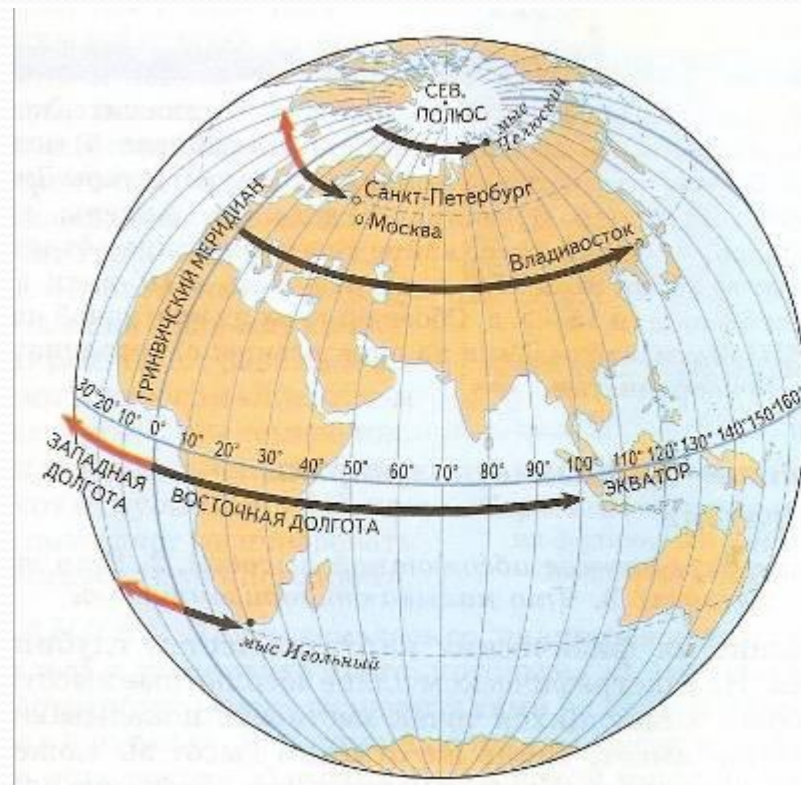 СЕВ.
ПОЛЮС
мыс
Челюскин
Санкт-Петербург
Москва
Владивосток
ГРИНВИЧСКИЙ МЕРИДИАН
30° 20° 10° 0° 10° 20° 30° 40° 50° 60° 70° 80° 90° 100° 110° 120° 130° 140° 150° 160°
ЭКВАТОР
ЗАПАДНАЯ
ДОЛГОТА
ВОСТОЧНАЯ ДОЛГОТА
мыс Игольный